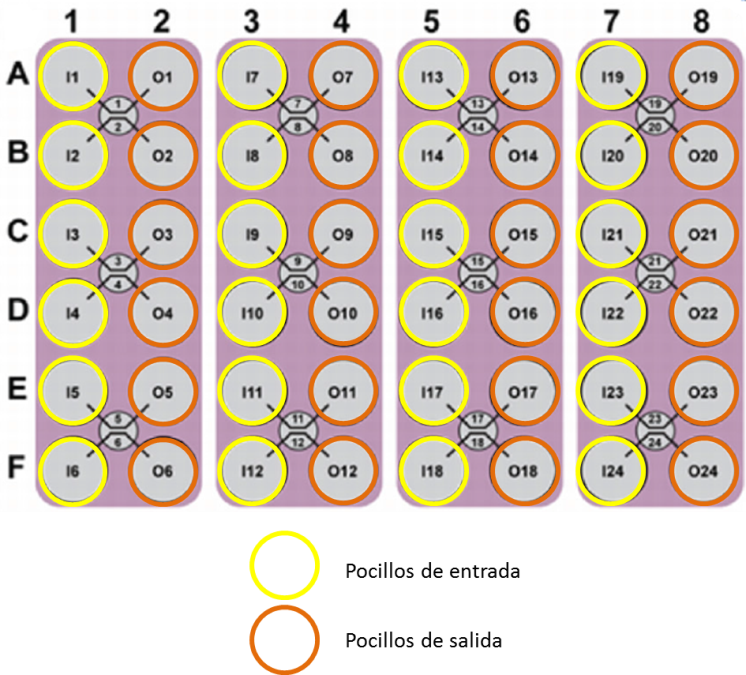 1 2 3 4 5 6 7 8
A I1 O1 I7 O7 I13 O13 I19 O19
1 7 13 19
2 8 14 20
B I2 O2 I8 O8 I14 O14 I20 O20
C I3 O3 I9 O9 I15 O15 I21 O21
3 9 15 21
4 10 16 22
D I4 O4 I10 O10 I16 O16 I22 O22
E I5 O5 I11 O11 I17 O17 I23 O23
5 11 17 23
6 12 18 24
F I6 O6 I12 O12 I18 O18 I24 O24
Pocillos de entrada
Pocillos de salida